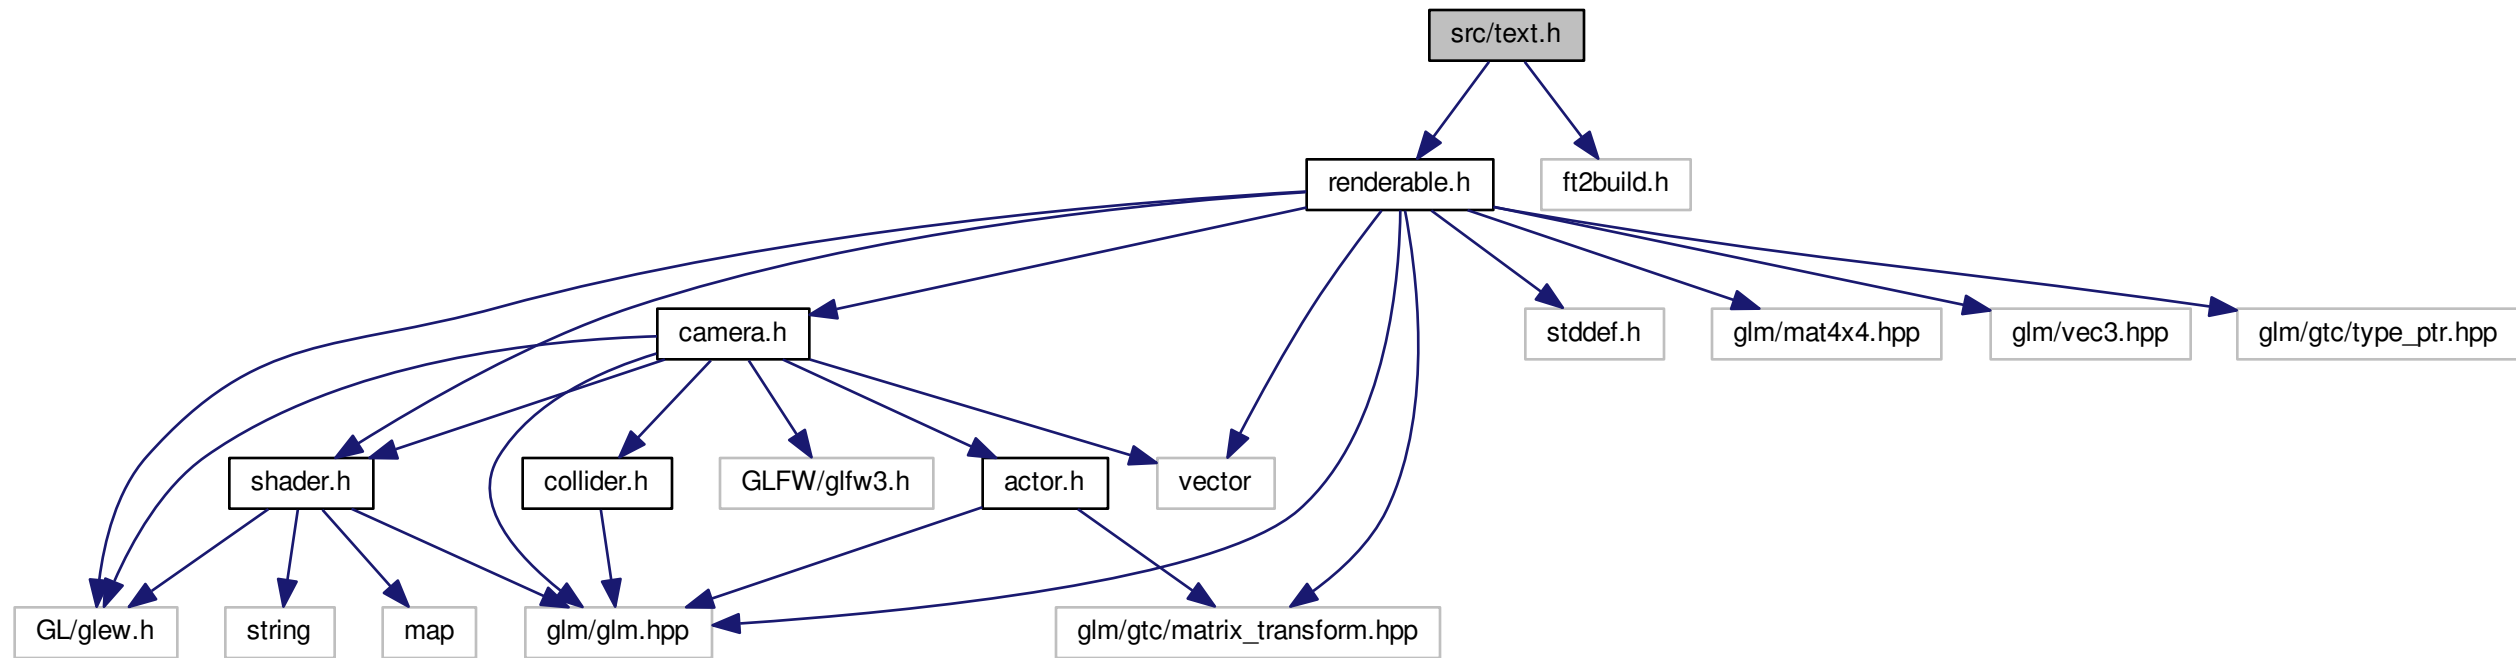 src/text.h
renderable.h
ft2build.h
camera.h
stddef.h
glm/mat4x4.hpp
glm/vec3.hpp
glm/gtc/type_ptr.hpp
shader.h
collider.h
GLFW/glfw3.h
actor.h
vector
GL/glew.h
string
map
glm/glm.hpp
glm/gtc/matrix_transform.hpp